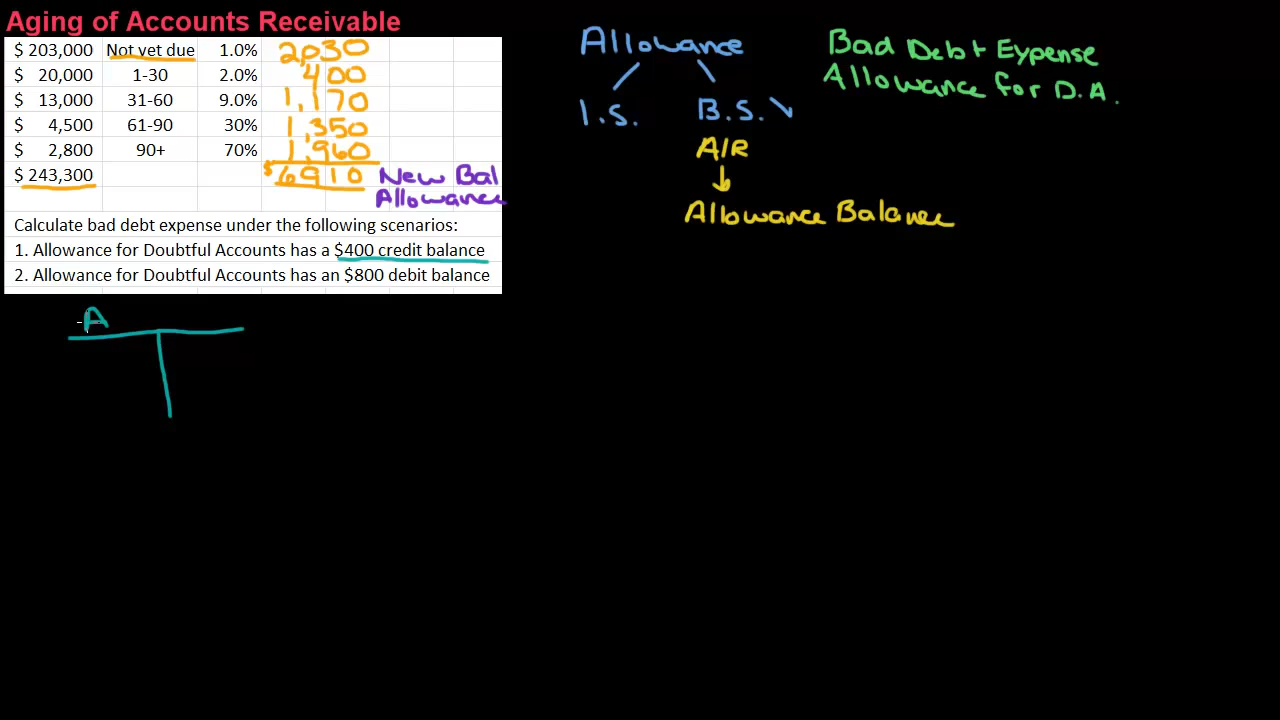 Aging of Accounts Receivable
$ 203,000 Not yet due 1.0% 2,030
$ 20,000 1-30 2.0% 400
$ 13,000 31-60 9.0% 1,170
$ 4,500 61-90 30% 1,350
$ 2,800 90+ 70% 1,960
$ 243,300 $6910 New Bal
Allowance
Calculate bad debt expense under the following scenarios:
1. Allowance for Doubtful Accounts has a $400 credit balance
2. Allowance for Doubtful Accounts has an $800 debit balance
A
Allowance
I.S. B.S.
A/R
Allowance Balance
Bad Debt Expense
Allowance for D.A.